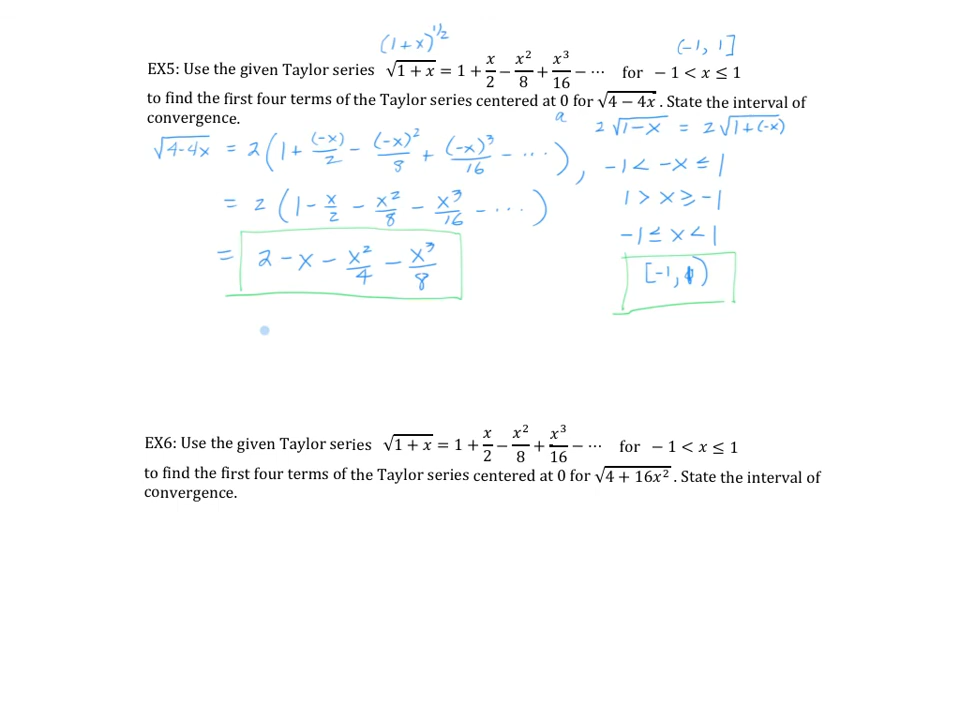 (1+x)^{1/2} (-1, 1]
EX5: Use the given Taylor series √(1 + x) = 1 + x/2 − x²/8 + x³/16 − ⋯ for − 1 < x ≤ 1
to find the first four terms of the Taylor series centered at 0 for √(4 − 4x) . State the interval of
convergence.
a 2√(1-x) = 2√(1+(-x))
√(4-4x) = 2(1 + (-x)/2 - (-x)²/8 + (-x)³/16 - ···), -1 < -x ≤ 1
= 2 (1 - x/2 - x²/8 - x³/16 - ···) 1 > x ≥ -1
-1 ≤ x < 1
= 2 - x - x²/4 - x³/8 [-1, 1)
EX6: Use the given Taylor series √(1 + x) = 1 + x/2 − x²/8 + x³/16 − ⋯ for − 1 < x ≤ 1
to find the first four terms of the Taylor series centered at 0 for √(4 + 16x²) . State the interval of
convergence.